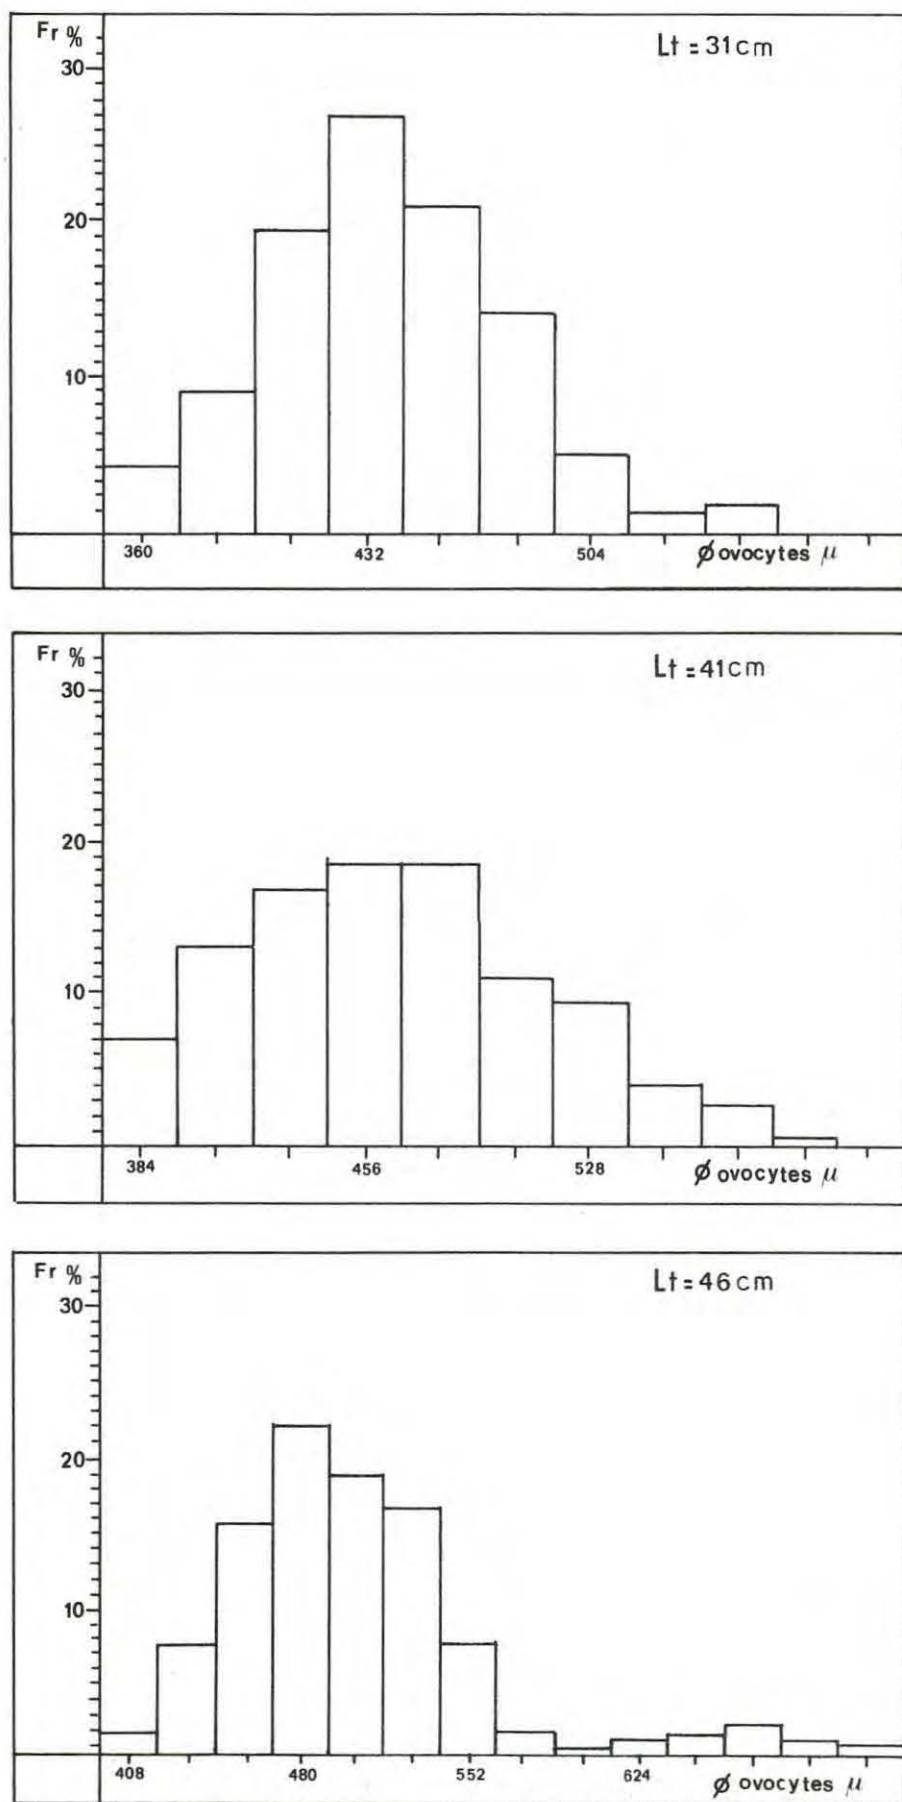 Fr %
Lt = 31cm
30
20
10
360 432 504 φ ovocytes μ
Fr %
Lt = 41cm
30
20
10
384 456 528 φ ovocytes μ
Fr %
Lt = 46cm
30
20
10
408 480 552 624
φ ovocytes μ